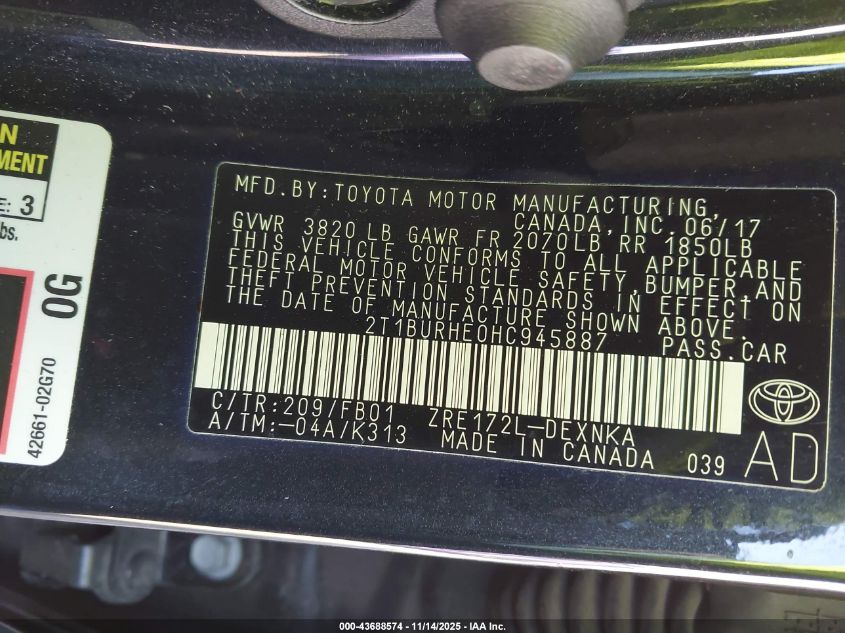 N
MENT
E: 3
bs.
0G
42661-02G70
MFD. BY: TOYOTA MOTOR MANUFACTURING,
CANADA, INC. 06/17
GVWR 3820 LB GAWR FR 2070LB, RR 1850LB
THIS VEHICLE CONFORMS TO ALL APPLICABLE
FEDERAL MOTOR VEHICLE SAFETY, BUMPER, AND
THEFT PREVENTION STANDARDS IN EFFECT ON
THE DATE OF MANUFACTURE SHOWN ABOVE.
2T1BURHE0HC945887 PASS.CAR
C/TR:209/FB01 ZRE172L-DEXNKA
A/TM:-04A/K313 MADE IN CANADA 039
AD
000-43688574 - 11/14/2025 - IAA Inc.